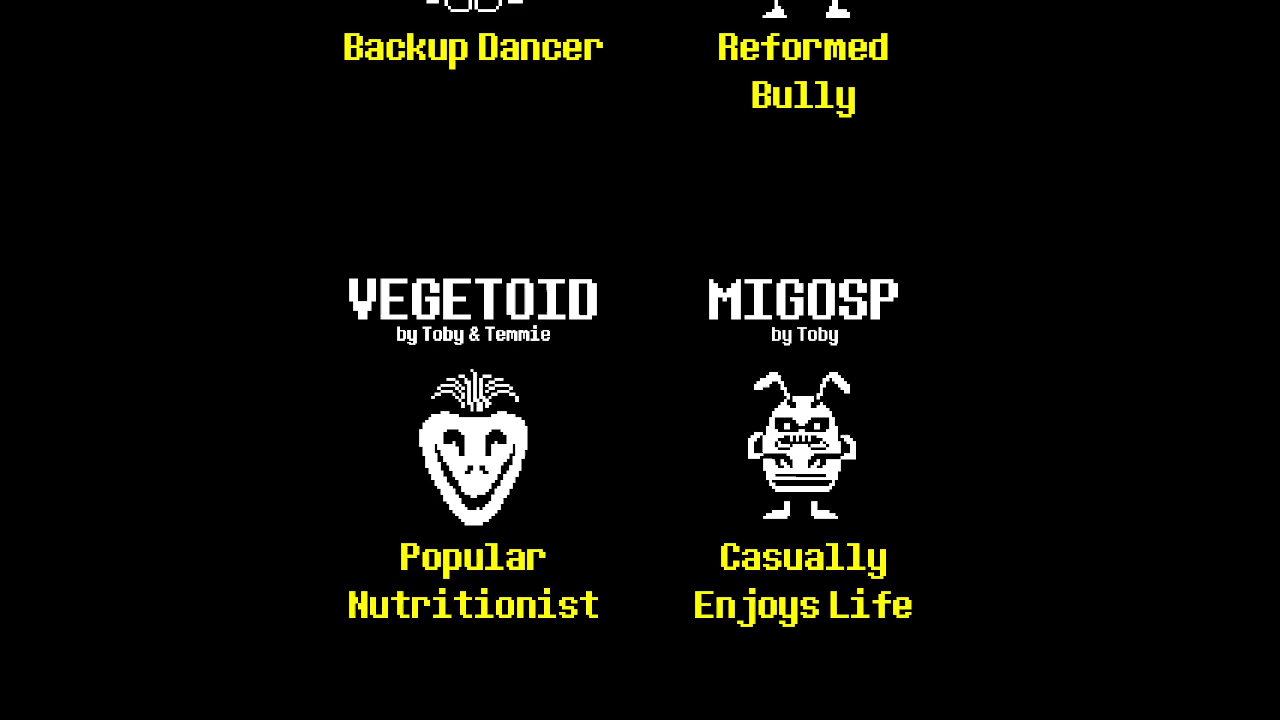 Backup Dancer
Reformed
Bully
VEGETOID
by Toby & Temmie
Popular
Nutritionist
MIGOSP
by Toby
Casually
Enjoys Life